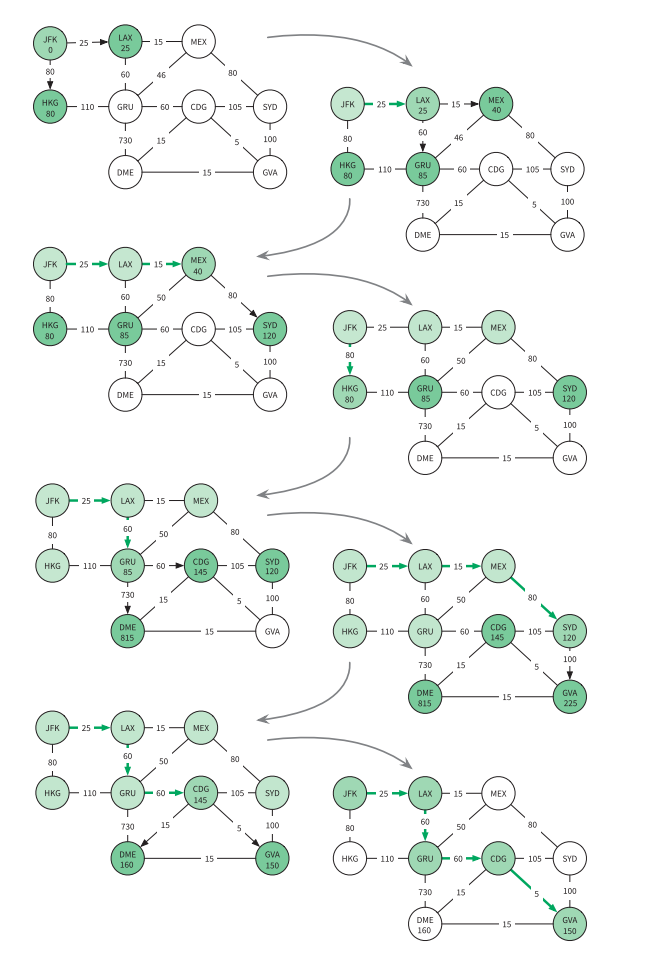 JFK 25 LAX 15 MEX
0 25
80 60 46 80
HKG 110 GRU 60 CDG 105 SYD
80
730 15 5 100
DME 15 GVA
JFK 25 LAX 15 MEX
25 40
80 60 46 80
HKG 110 GRU 60 CDG 105 SYD
80 85
730 15 5 100
DME 15 GVA
JFK 25 LAX 15 MEX
40
80 60 50 80
HKG 110 GRU 60 CDG 105 SYD
80 85 120
730 15 5 100
DME 15 GVA
JFK 25 LAX 15 MEX
80 60 50 80
HKG 110 GRU 60 CDG 105 SYD
80 85 120
730 15 5 100
DME 15 GVA
JFK 25 LAX 15 MEX
80 60 50 80
HKG 110 GRU 60 CDG 105 SYD
85 145 120
730 15 5 100
DME 15 GVA
815
JFK 25 LAX 15 MEX
80 60 50 80
HKG 110 GRU 60 CDG 105 SYD
145 120
730 15 5 100
DME 15 GVA
815 225
JFK 25 LAX 15 MEX
80 60 50 80
HKG 110 GRU 60 CDG 105 SYD
145
730 15 5 100
DME 15 GVA
160 150
JFK 25 LAX 15 MEX
80 60 50 80
HKG 110 GRU 60 CDG 105 SYD
730 15 5 100
DME 15 GVA
160 150